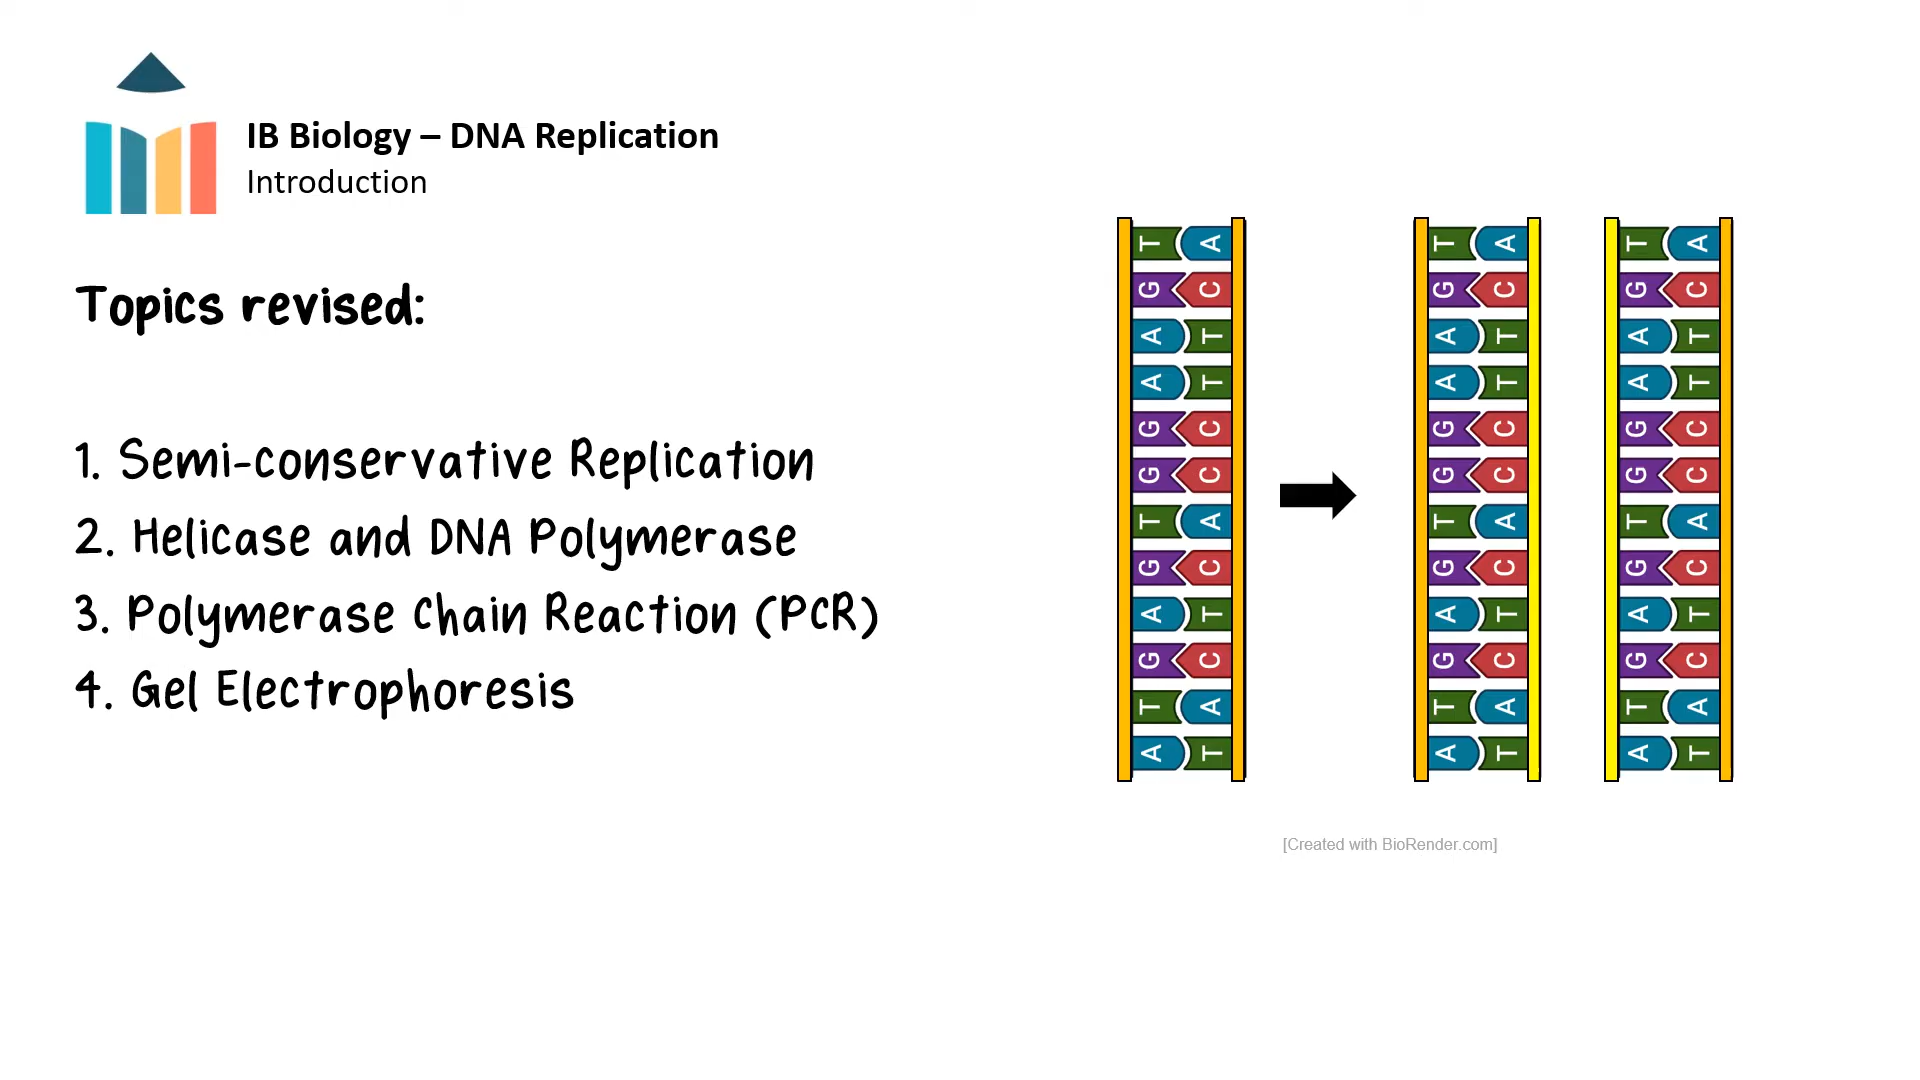 IB Biology – DNA Replication
Introduction
Topics revised:
1. Semi-conservative Replication
2. Helicase and DNA Polymerase
3. Polymerase Chain Reaction (PCR)
4. Gel Electrophoresis
T A T A T A
G C G C G C
A T A T A T
A T A T A T
G C G C G C
G C G C G C
T A T A T A
G C G C G C
A T A T A T
G C G C G C
T A T A T A
A T A T A T
[Created with BioRender.com]